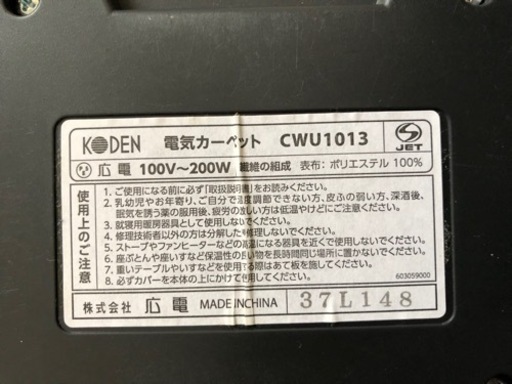 KODEN 電気カーペット CWU1013 S JET
広電 100V〜200W 繊維の組成 表布：ポリエステル 100%
使用上のご注意
1. ご使用になる前に必ず「取扱説明書」をお読みください。
2. 乳幼児やお年寄り、ご自分で温度調節できない方、皮ふの弱い方、深酒後、
眠気を誘う薬の服用後、疲労の激しい方は低温やけどにご注意ください。
3. 就寝用暖房器具として使用しないでください。
4. 修理技術者以外の方は分解したり修理をしないでください。
5. ストーブやファンヒーターなどの高温になる器具を近くで使用しないでください。
6. 座ぶとんや座いすなど保温性の良い物を長時間同じ場所に置かないでください。
7. 重いテーブルやいすなどを使用する際はあて板を敷いてください。
8. 必ずカバーを本体の上にかけて使用してください。
603059000
株式会社 広電 MADE IN CHINA 37L148